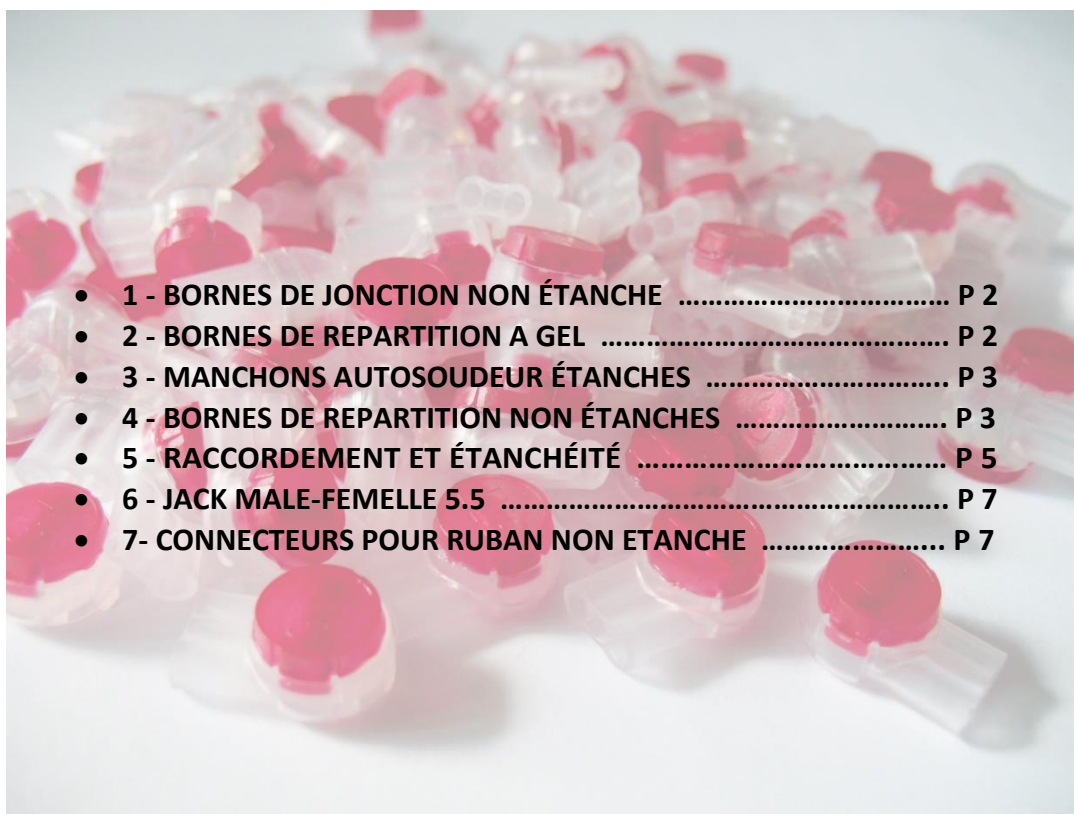 • 1 - BORNES DE JONCTION NON ÉTANCHE ……………………………… P 2
• 2 - BORNES DE REPARTITION A GEL ……………………………………………. P 2
• 3 - MANCHONS AUTOSOUDEUR ÉTANCHES ………………………….. P 3
• 4 - BORNES DE REPARTITION NON ÉTANCHES ………………………. P 3
• 5 - RACCORDEMENT ET ÉTANCHÉITÉ ………………………………… P 5
• 6 - JACK MALE-FEMELLE 5.5 ………………………………………………….. P 7
• 7- CONNECTEURS POUR RUBAN NON ETANCHE ………………….. P 7